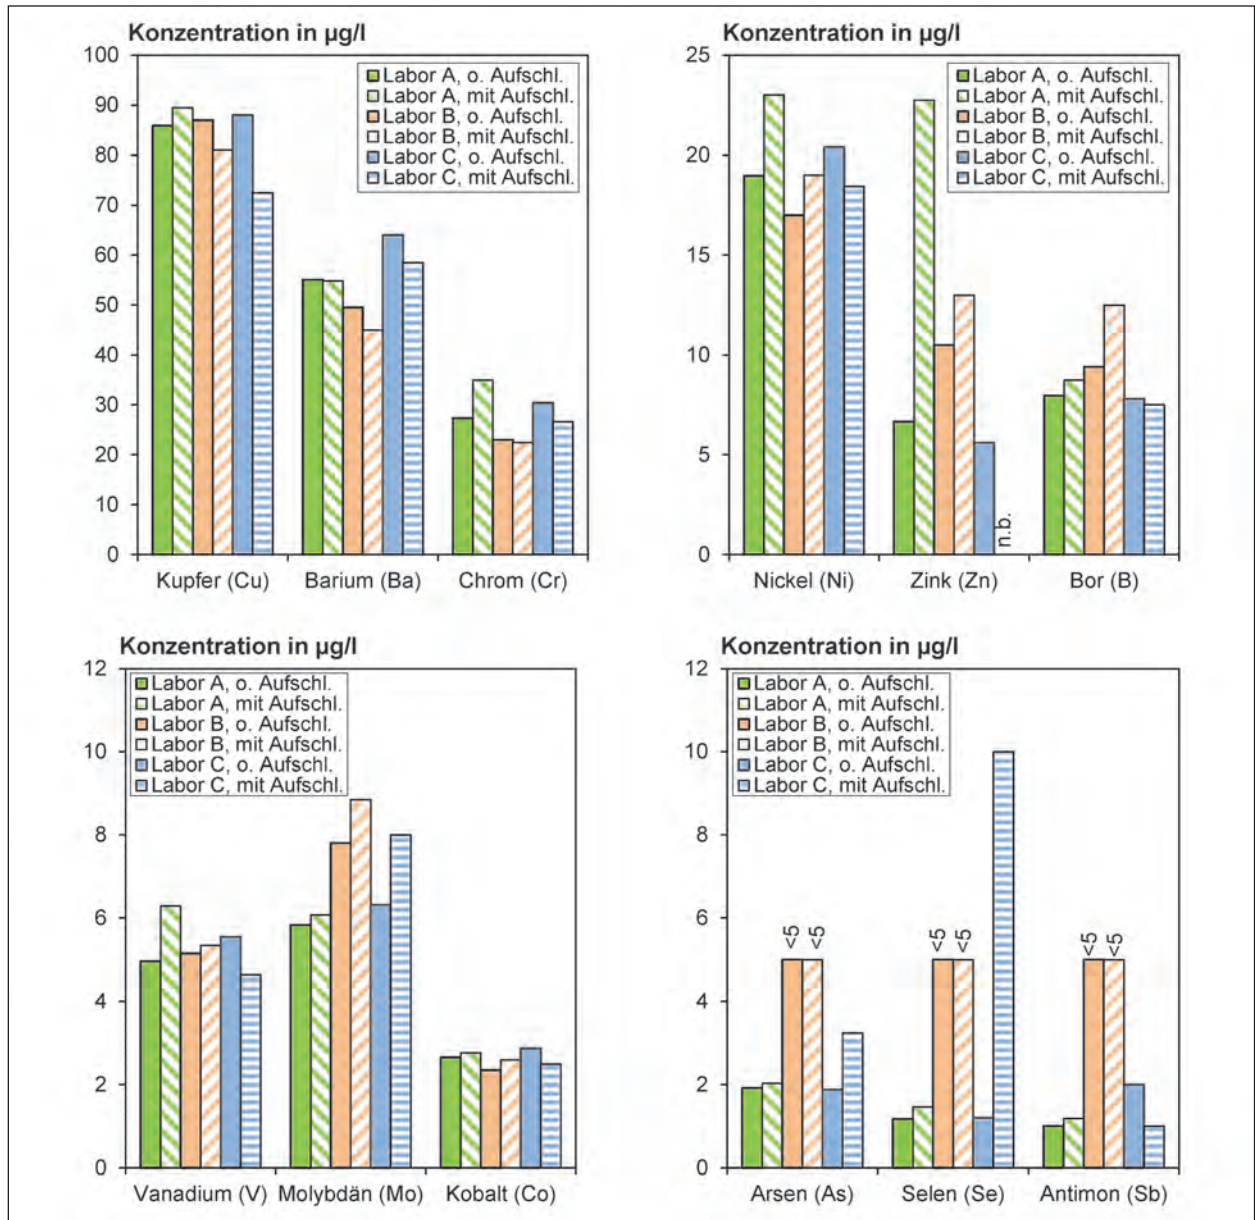 Konzentration in µg/l
100
90
80
70
60
50
40
30
20
10
0
Labor A, o. Aufschl.
Labor A, mit Aufschl.
Labor B, o. Aufschl.
Labor B, mit Aufschl.
Labor C, o. Aufschl.
Labor C, mit Aufschl.
Kupfer (Cu) Barium (Ba) Chrom (Cr)
Konzentration in µg/l
25
20
15
10
5
0
Labor A, o. Aufschl.
Labor A, mit Aufschl.
Labor B, o. Aufschl.
Labor B, mit Aufschl.
Labor C, o. Aufschl.
Labor C, mit Aufschl.
n.b.
Nickel (Ni) Zink (Zn) Bor (B)
Konzentration in µg/l
12
10
8
6
4
2
0
Labor A, o. Aufschl.
Labor A, mit Aufschl.
Labor B, o. Aufschl.
Labor B, mit Aufschl.
Labor C, o. Aufschl.
Labor C, mit Aufschl.
Vanadium (V) Molybdän (Mo) Kobalt (Co)
Konzentration in µg/l
12
10
8
6
4
2
0
Labor A, o. Aufschl.
Labor A, mit Aufschl.
Labor B, o. Aufschl.
Labor B, mit Aufschl.
Labor C, o. Aufschl.
Labor C, mit Aufschl.
<5
<5
<5
<5
<5
<5
Arsen (As) Selen (Se) Antimon (Sb)